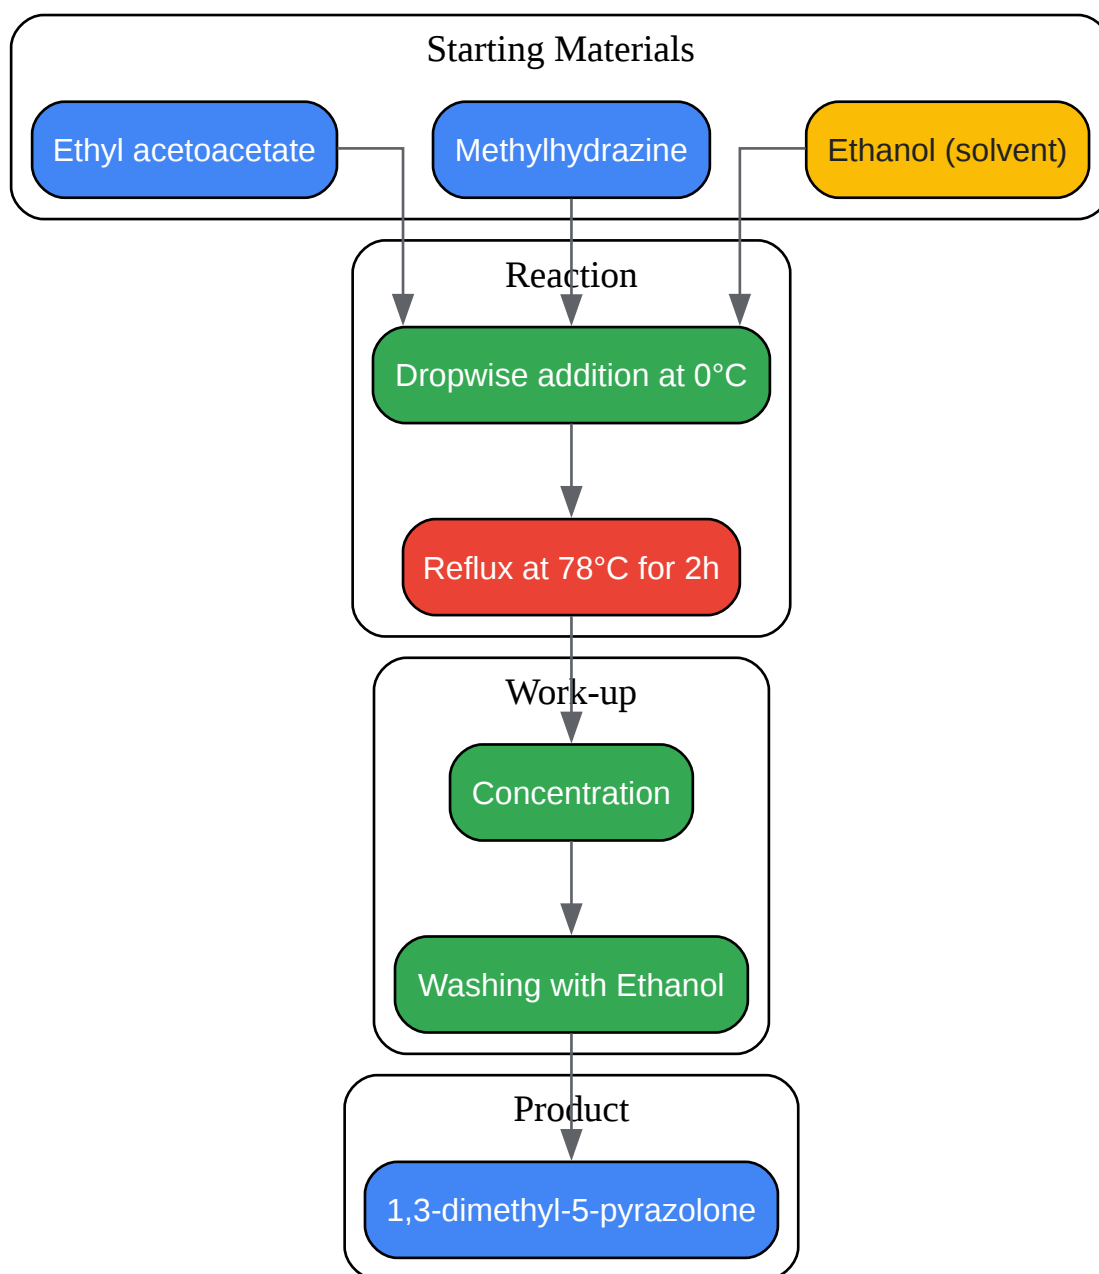 Starting Materials
Ethyl acetoacetate
Methylhydrazine
Ethanol (solvent)
Reaction
Dropwise addition at 0°C
Reflux at 78°C for 2h
Work-up
Concentration
Washing with Ethanol
Product
1,3-dimethyl-5-pyrazolone